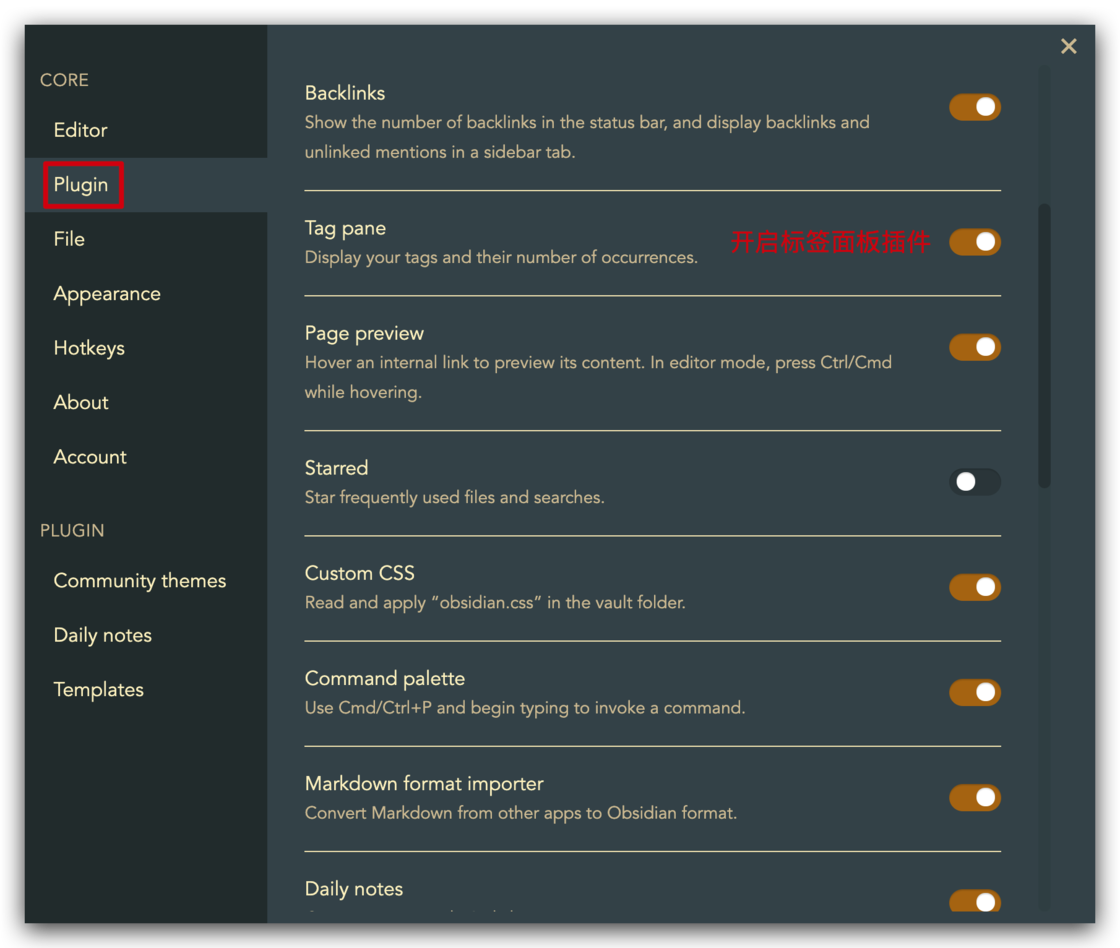 CORE
Editor
Plugin
File
Appearance
Hotkeys
About
Account
PLUGIN
Community themes
Daily notes
Templates
Backlinks
Show the number of backlinks in the status bar, and display backlinks and
unlinked mentions in a sidebar tab.
Tag pane
Display your tags and their number of occurrences.
开启标签面板插件
Page preview
Hover an internal link to preview its content. In editor mode, press Ctrl/Cmd
while hovering.
Starred
Star frequently used files and searches.
Custom CSS
Read and apply “obsidian.css” in the vault folder.
Command palette
Use Cmd/Ctrl+P and begin typing to invoke a command.
Markdown format importer
Convert Markdown from other apps to Obsidian format.
Daily notes